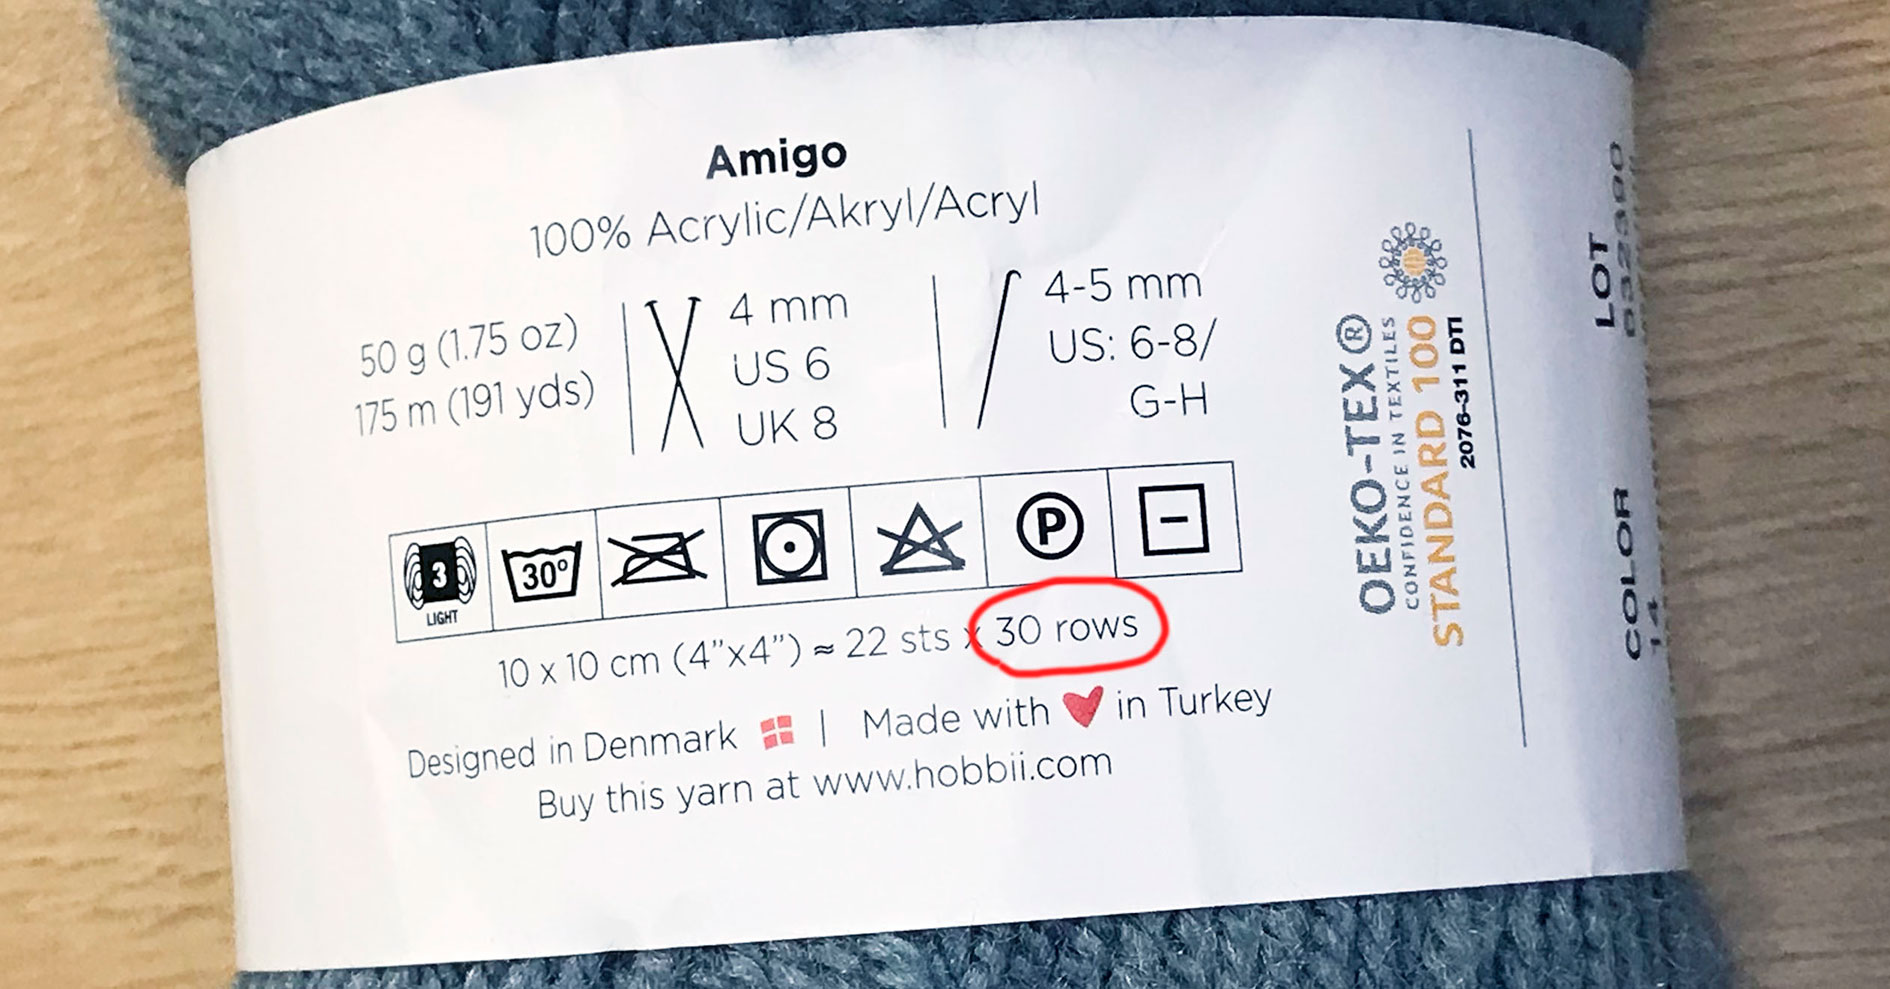 Amigo
100% Acrylic/Akryl/Acryl
50 g (1.75 oz)
175 m (191 yds)
4 mm
US 6
UK 8
4-5 mm
US: 6-8/
G-H
3
LIGHT
30°
P
10 x 10 cm (4”x4”) ≈ 22 sts x 30 rows
Designed in Denmark | Made with ❤ in Turkey
Buy this yarn at www.hobbii.com
OEKO-TEX®
CONFIDENCE IN TEXTILES
STANDARD 100
2076-311 DTI
LOT
COLOR
14